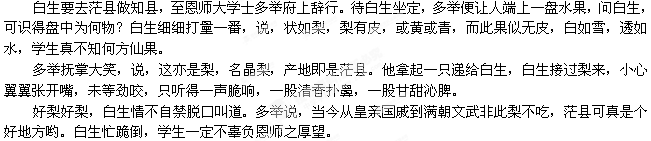 白生要去茫县做知县，至恩师大学士多举府上辞行。待白生坐定，多举便让人端上一盘水果，问白生，
可识得盘中为何物？白生细细打量一番，说，状如梨，梨有皮，或黄或青，而此果似无皮，白如雪，透如
水，学生真不知何方仙果。
多举抚掌大笑，说，这亦是梨，名晶梨，产地即是茫县。他拿起一只递给白生，白生接过梨来，小心
翼翼张开嘴，未等劲咬，只听得一声脆响，一股清香扑鼻，一股甘甜沁脾。
好梨好梨，白生情不自禁脱口叫道。多举说，当今从皇亲国戚到满朝文武非此梨不吃，茫县可真是个
好地方哟。白生忙跪倒，学生一定不辜负恩师之厚望。